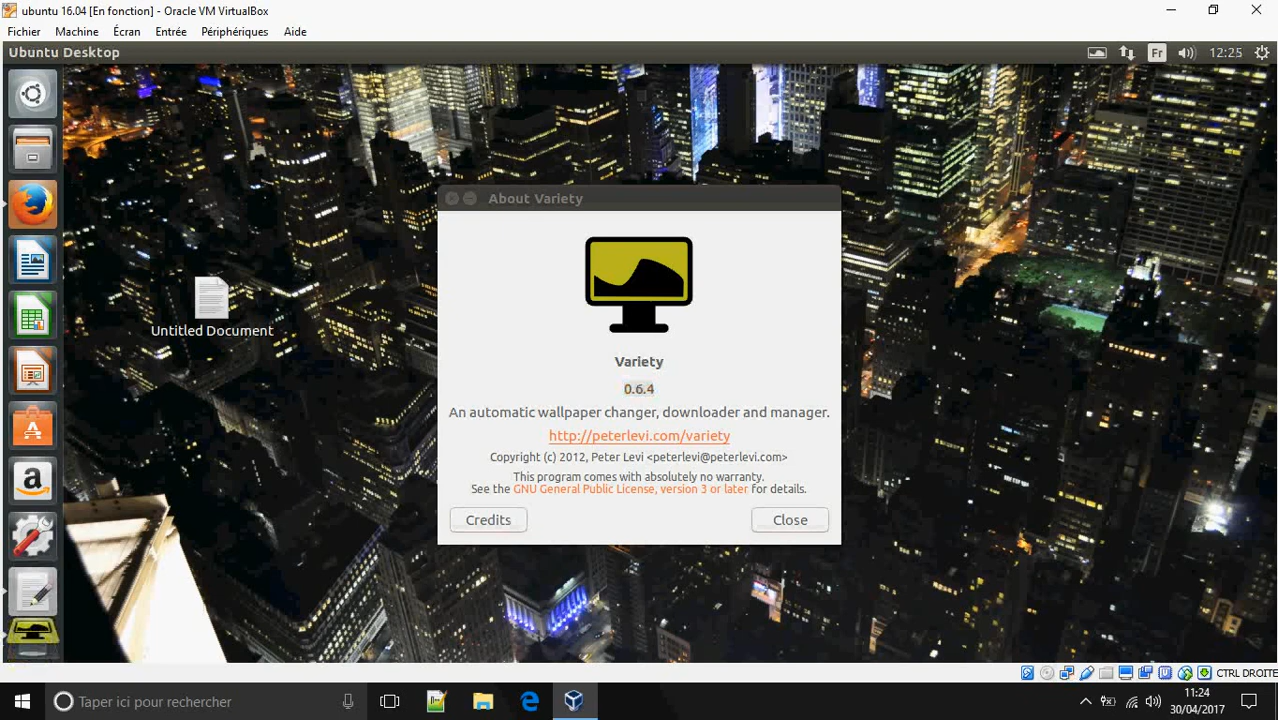 ubuntu 16.04 [En fonction] - Oracle VM VirtualBox
Fichier Machine Écran Entrée Périphériques Aide
Ubuntu Desktop
Fr
12:25
Untitled Document
About Variety
Variety
0.6.4
An automatic wallpaper changer, downloader and manager.
http://peterlevi.com/variety
Copyright (c) 2012, Peter Levi <peterlevi@peterlevi.com>
This program comes with absolutely no warranty.
See the GNU General Public License, version 3 or later for details.
Credits
Close
CTRL DROITE
Taper ici pour rechercher
11:24
30/04/2017